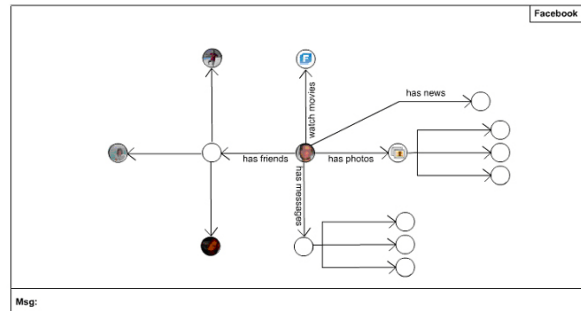 Facebook
watch movies
has news
has friends
has photos
has messages
Msg: